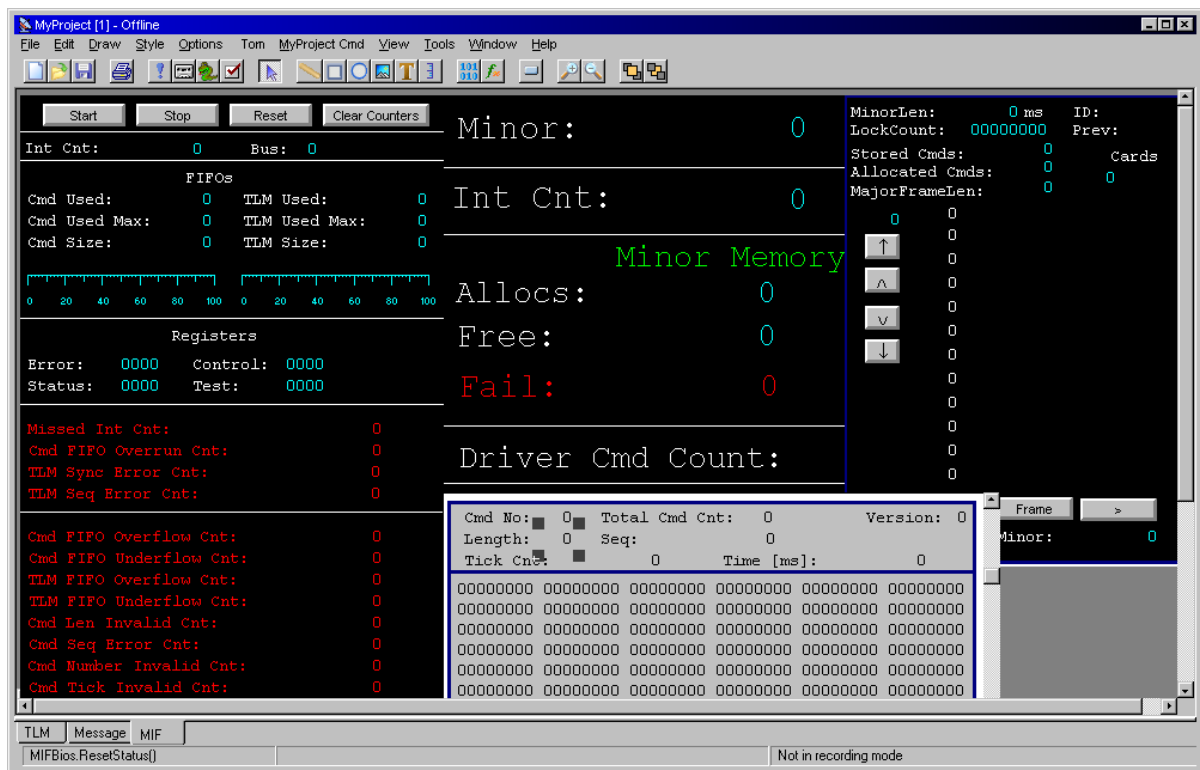 MyProject [1] - Offline
File Edit Draw Style Options Tom MyProject Cmd View Tools Window Help
Start Stop Reset Clear Counters
Int Cnt: 0 Bus: 0
FIFOs
Cmd Used: 0 TLM Used: 0
Cmd Used Max: 0 TLM Used Max: 0
Cmd Size: 0 TLM Size: 0
0 20 40 60 80 100 0 20 40 60 80 100
Registers
Error: 0000 Control: 0000
Status: 0000 Test: 0000
Missed Int Cnt: 0
Cmd FIFO Overrun Cnt: 0
TLM Sync Error Cnt: 0
TLM Seq Error Cnt: 0
Cmd FIFO Overflow Cnt: 0
Cmd FIFO Underflow Cnt: 0
TLM FIFO Overflow Cnt: 0
TLM FIFO Underflow Cnt: 0
Cmd Len Invalid Cnt: 0
Cmd Seq Error Cnt: 0
Cmd Number Invalid Cnt: 0
Cmd Tick Invalid Cnt: 0
Minor: 0
Int Cnt: 0
Minor Memory
Allocs: 0
Free: 0
Fail: 0
Driver Cmd Count:
Cmd No: 0 Total Cmd Cnt: 0 Version: 0
Length: 0 Seq: 0
Tick Cnt: 0 Time [ms]: 0
00000000 00000000 00000000 00000000 00000000 00000000
00000000 00000000 00000000 00000000 00000000 00000000
00000000 00000000 00000000 00000000 00000000 00000000
00000000 00000000 00000000 00000000 00000000 00000000
00000000 00000000 00000000 00000000 00000000 00000000
00000000 00000000 00000000 00000000 00000000 00000000
MinorLen: 0 ms ID:
LockCount: 00000000 Prev:
Stored Cmds: 0 Cards
Allocated Cmds: 0 0
MajorFrameLen: 0
0 0
0
0
0
0
0
0
0
0
0
0
0
Frame >
Minor: 0
TLM Message MIF
MIFBios.ResetStatus() Not in recording mode